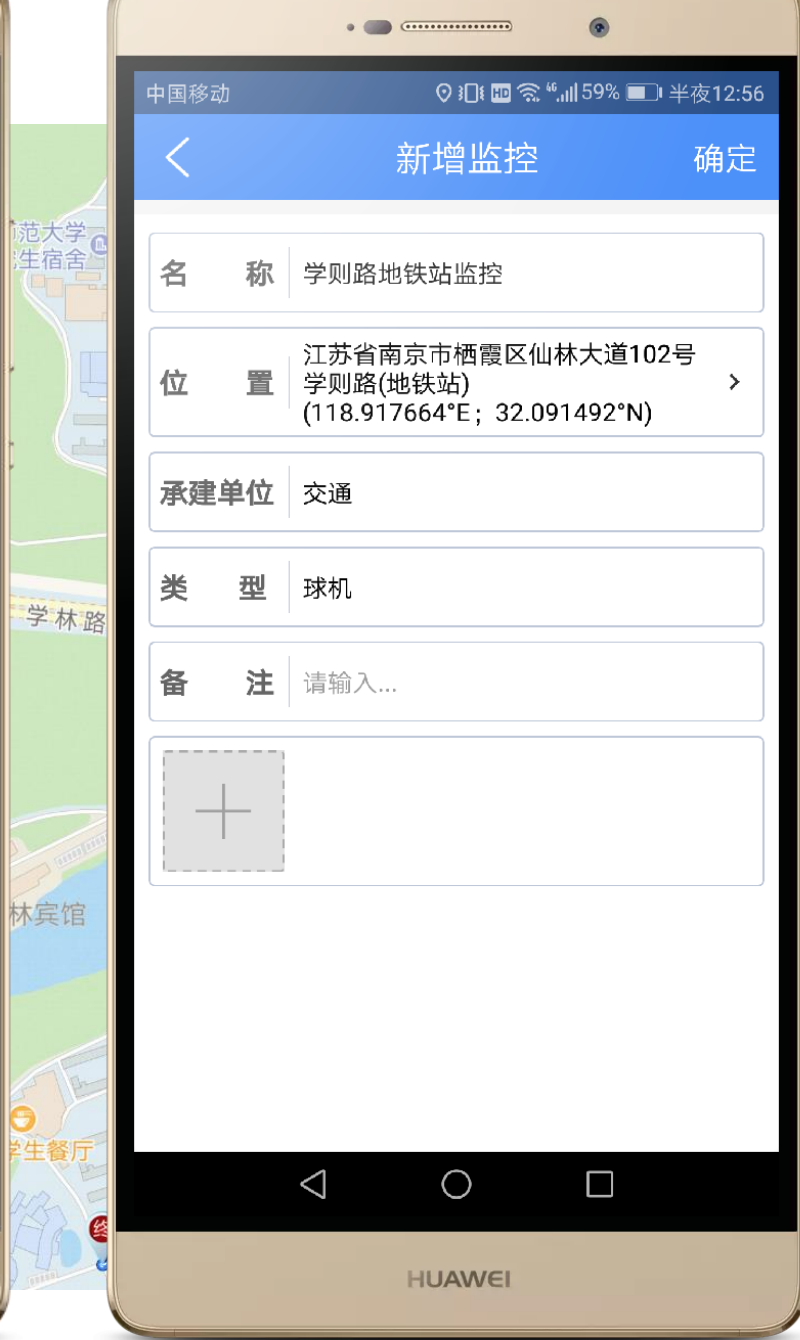 中国移动
HD
46
59%
半夜12:56
新增监控
确定
名 称
学则路地铁站监控
位 置
江苏省南京市栖霞区仙林大道102号
学则路(地铁站)
(118.917664°E；32.091492°N)
承建单位
交通
类 型
球机
备 注
请输入...
HUAWEI
范大学
生宿舍
学林路
林宾馆
学生餐厅
终